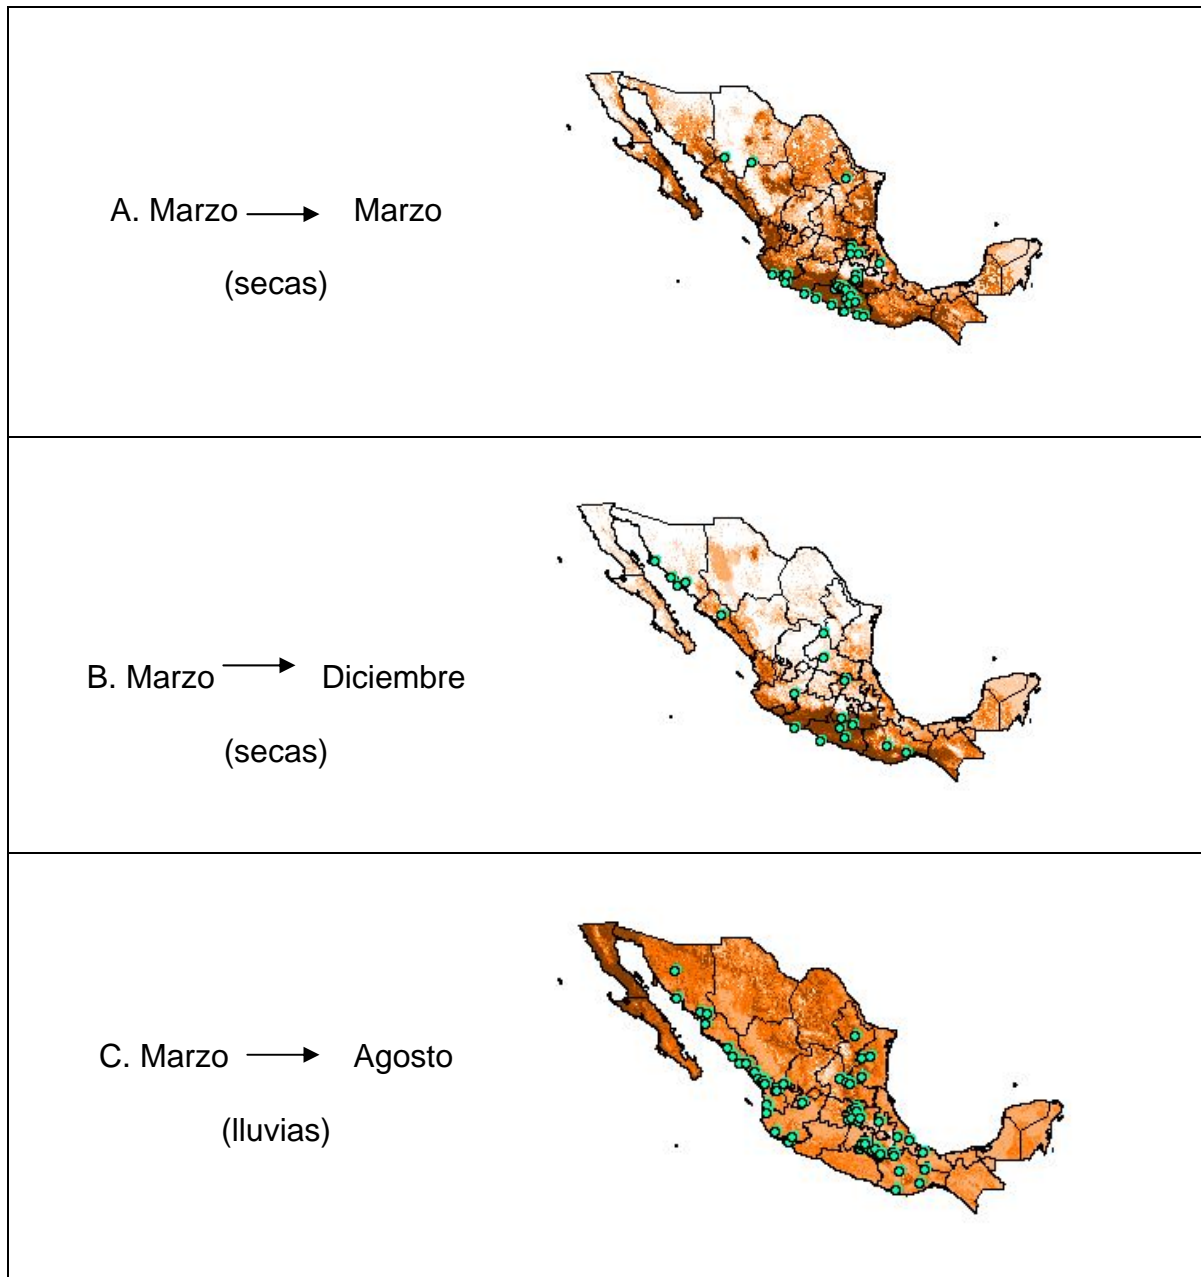 A. Marzo Marzo
(secas)
B. Marzo Diciembre
(secas)
C. Marzo Agosto
(lluvias)